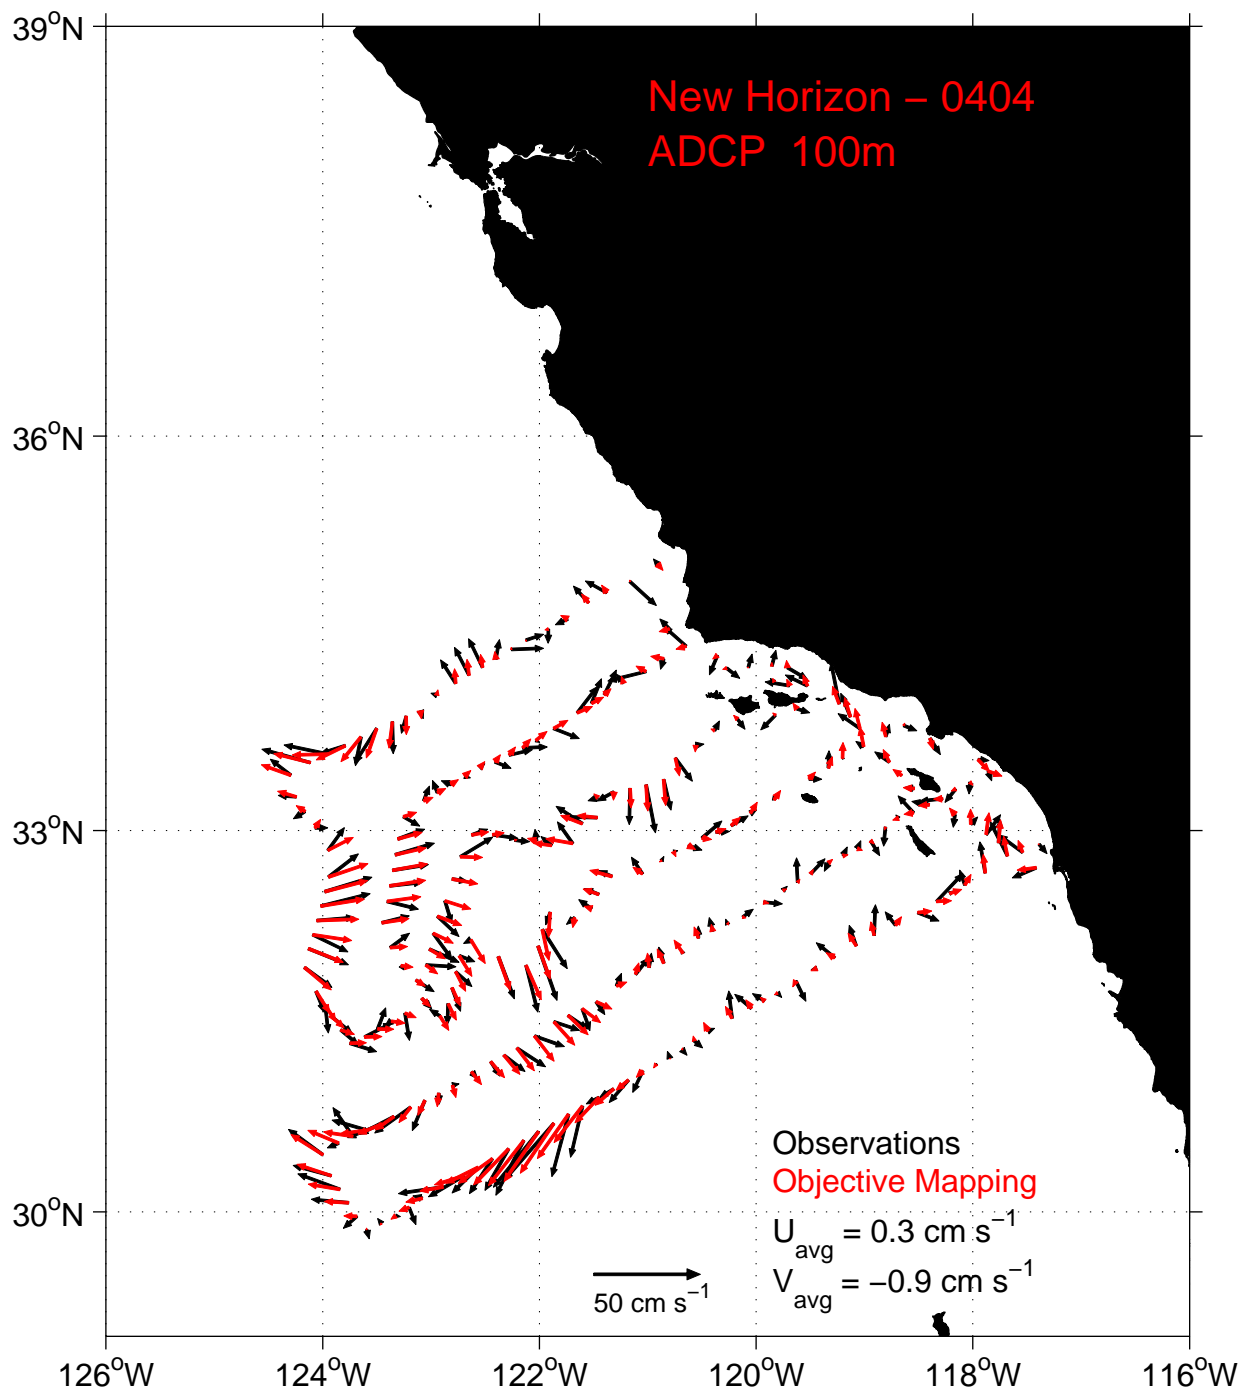 39°N
New Horizon – 0404
ADCP 100m
36°N
33°N
30°N
Observations
Objective Mapping
U_avg = 0.3 cm s⁻¹
V_avg = −0.9 cm s⁻¹
50 cm s⁻¹
126°W 124°W 122°W 120°W 118°W 116°W